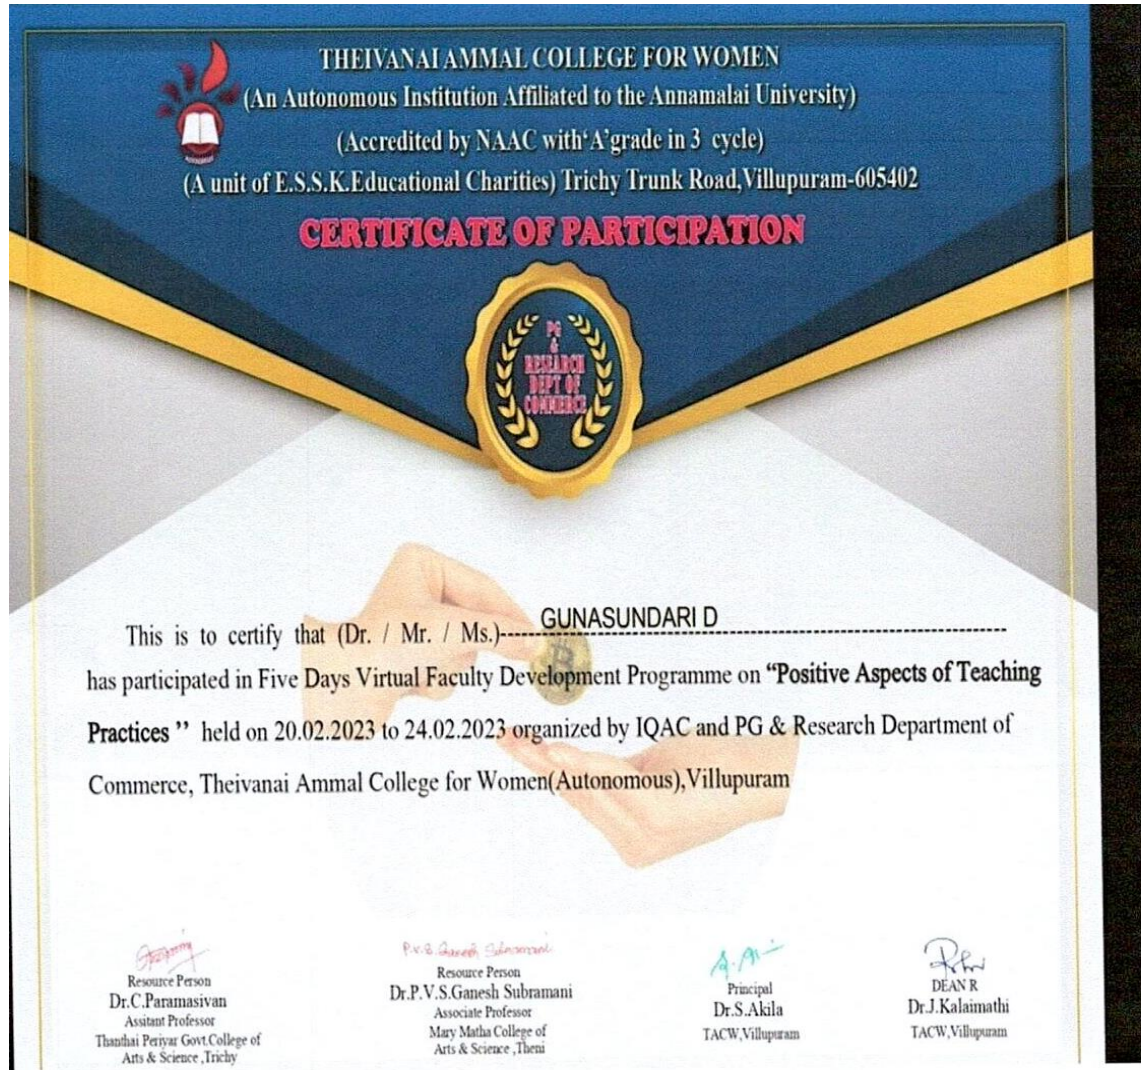 THEIVANAI AMMAL COLLEGE FOR WOMEN
(An Autonomous Institution Affiliated to the Annamalai University)
(Accredited by NAAC with‘A’grade in 3 cycle)
(A unit of E.S.S.K.Educational Charities) Trichy Trunk Road,Villupuram-605402
CERTIFICATE OF PARTICIPATION
PG
&
RESEARCH
DEPT OF
COMMERCE
This is to certify that (Dr. / Mr. / Ms.)-----GUNASUNDARI D
has participated in Five Days Virtual Faculty Development Programme on “Positive Aspects of Teaching
Practices ” held on 20.02.2023 to 24.02.2023 organized by IQAC and PG & Research Department of
Commerce, Theivanai Ammal College for Women(Autonomous),Villupuram
P.V.S. Ganesh Subramani
Resource Person
Dr.C.Paramasivan
Assitant Professor
Thanthai Periyar Govt.College of
Arts & Science ,Trichy
Resource Person
Dr.P.V.S.Ganesh Subramani
Associate Professor
Mary Matha College of
Arts & Science ,Theni
Principal
Dr.S.Akila
TACW,Villupuram
DEAN R
Dr.J.Kalaimathi
TACW,Villupuram